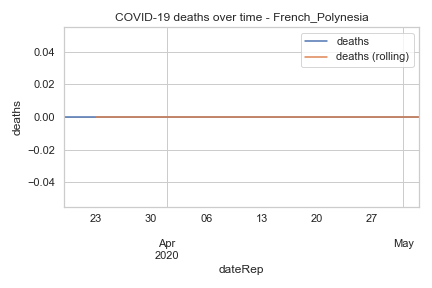 COVID-19 deaths over time - French_Polynesia
deaths
deaths (rolling)
deaths
0.04
0.02
0.00
−0.02
−0.04
23 30 06 13 20 27
Apr May
2020
dateRep